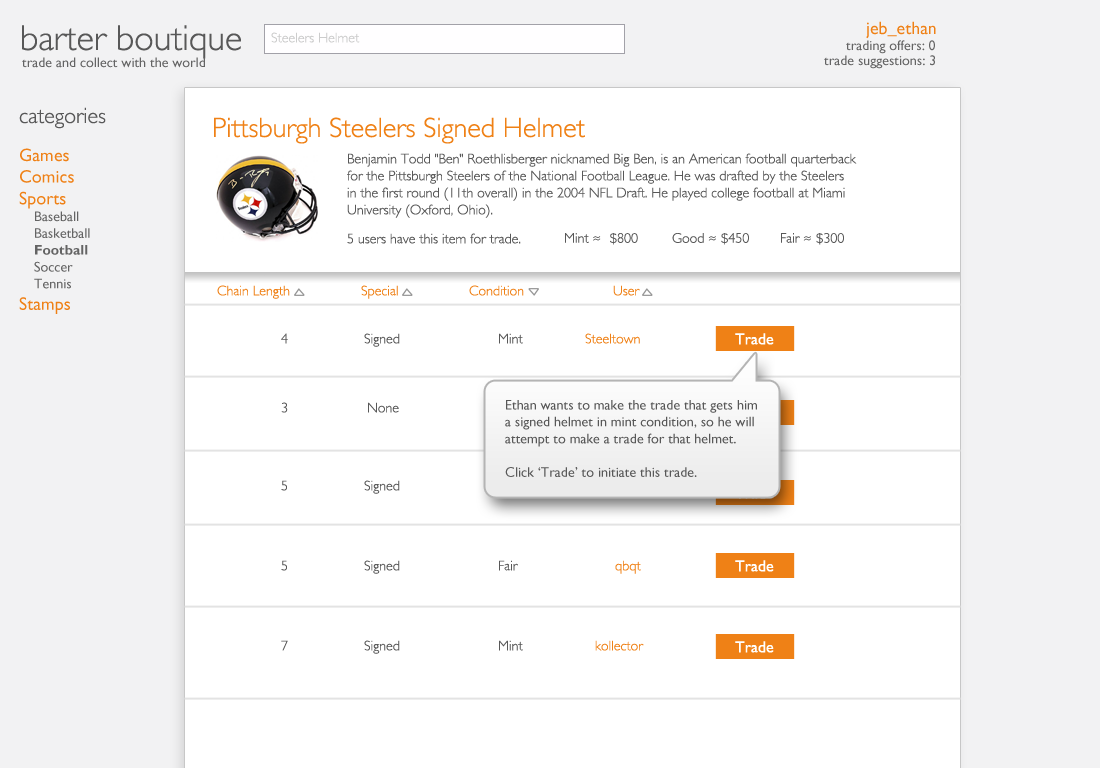 barter boutique
trade and collect with the world
Steelers Helmet
jeb_ethan
trading offers: 0
trade suggestions: 3
categories
Games
Comics
Sports
Baseball
Basketball
Football
Soccer
Tennis
Stamps
Pittsburgh Steelers Signed Helmet
Benjamin Todd "Ben" Roethlisberger nicknamed Big Ben, is an American football quarterback
for the Pittsburgh Steelers of the National Football League. He was drafted by the Steelers
in the first round (11th overall) in the 2004 NFL Draft. He played college football at Miami
University (Oxford, Ohio).
5 users have this item for trade. Mint ≈ $800 Good ≈ $450 Fair ≈ $300
Chain Length △ Special △ Condition ▽ User △
4 Signed Mint Steeltown Trade
3 None
5 Signed
Ethan wants to make the trade that gets him
a signed helmet in mint condition, so he will
attempt to make a trade for that helmet.
Click ‘Trade’ to initiate this trade.
5 Signed Fair qbqt Trade
7 Signed Mint kollector Trade